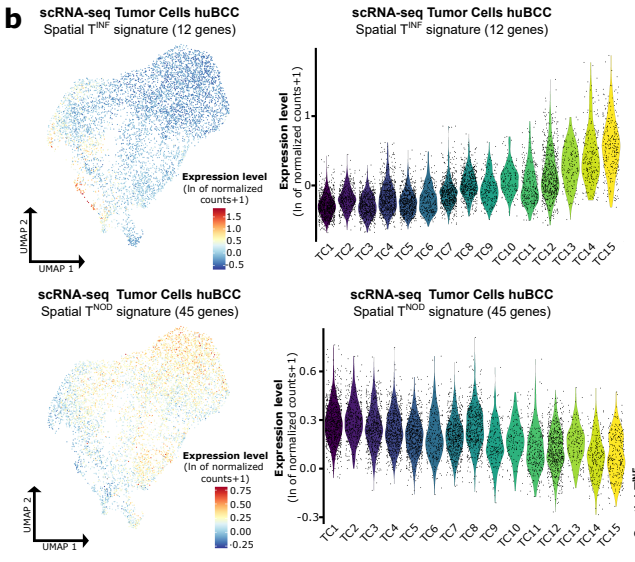 b
scRNA-seq Tumor Cells huBCC
Spatial T^INF signature (12 genes)
Expression level
(ln of normalized
counts+1)
1.5
1.0
0.5
0.0
-0.5
UMAP 2
UMAP 1
scRNA-seq Tumor Cells huBCC
Spatial T^INF signature (12 genes)
Expression level
(ln of normalized counts+1)
1
0
TC1 TC2 TC3 TC4 TC5 TC6 TC7 TC8 TC9 TC10 TC11 TC12 TC13 TC14 TC15
scRNA-seq Tumor Cells huBCC
Spatial T^NOD signature (45 genes)
Expression level
(ln of normalized
counts+1)
0.75
0.50
0.25
0.00
-0.25
UMAP 2
UMAP 1
scRNA-seq Tumor Cells huBCC
Spatial T^NOD signature (45 genes)
Expression level
(ln of normalized counts+1)
0.6
0.3
0.0
-0.3
TC1 TC2 TC3 TC4 TC5 TC6 TC7 TC8 TC9 TC10 TC11 TC12 TC13 TC14 TC15